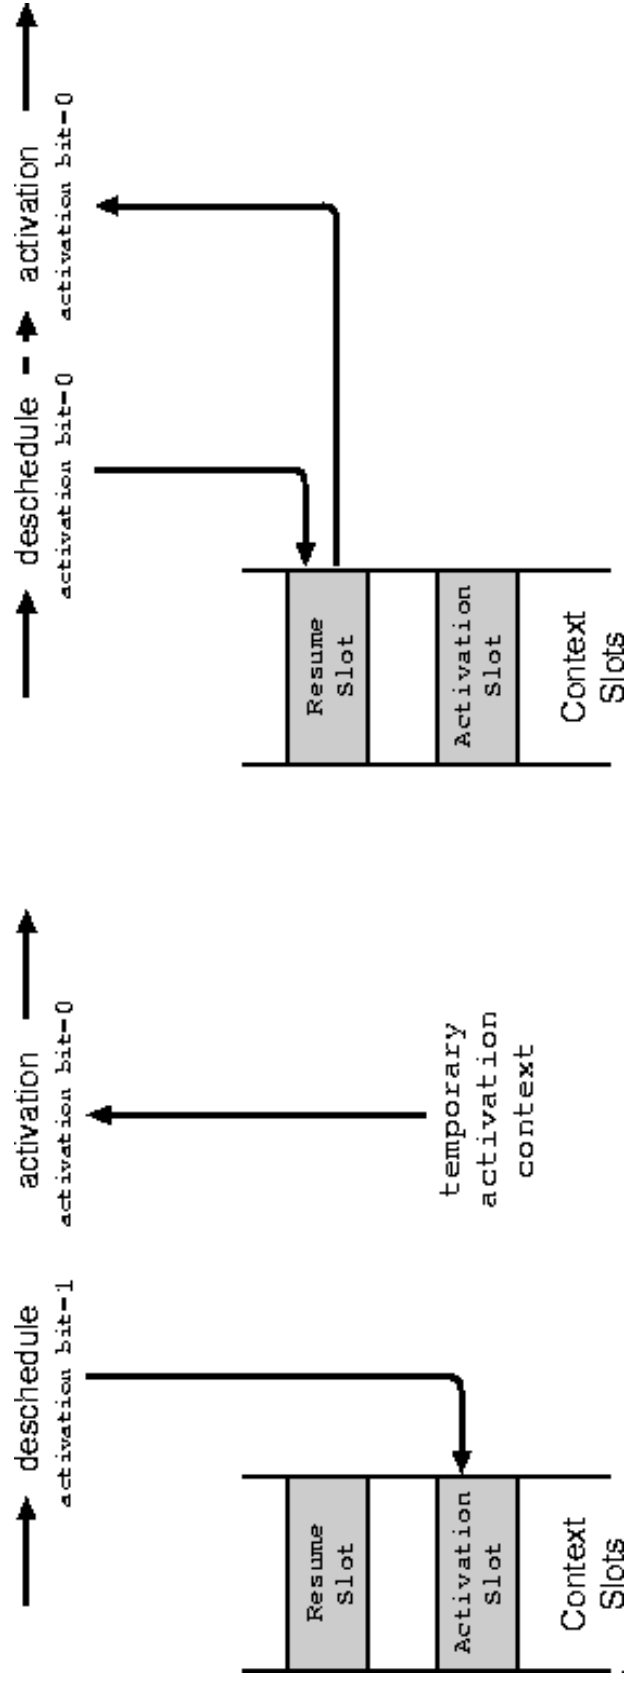 deschedule
activation bit=1
activation
activation bit=0
Resume
Slot
Activation
Slot
Context
Slots
temporary
activation
context
deschedule
activation bit=0
activation
activation bit=0
Resume
Slot
Activation
Slot
Context
Slots